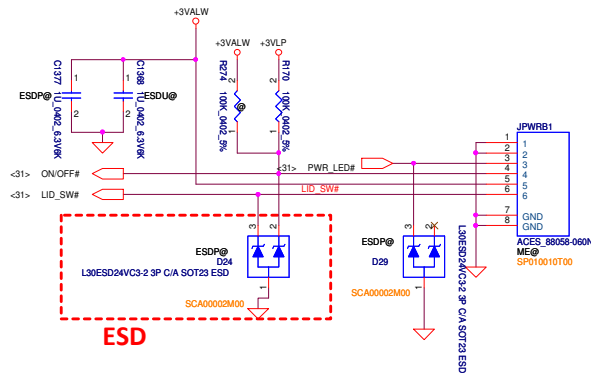 +3VALW
+3VALW
+3VLP
C1377
1U_0402_6.3V6K
ESDP@
1
2
C1368
1U_0402_6.3V6K
ESDU@
1
2
R274
100K_0402_5%
@
2
1
R170
100K_0402_5%
2
1
<31> ON/OFF#
<31> PWR_LED#
<31> LID_SW#
LID_SW#
JPWRB1
1 1
2 2
3 3
4 4
5 5
6 6
7 GND
8 GND
ACES_88058-060N
ME@
SP010010T00
3
2
ESDP@
D24
L30ESD24VC3-2 3P C/A SOT23 ESD
1
SCA00002M00
ESD
3
2
ESDP@
D29
L30ESD24VC3-2 3P C/A SOT23 ESD
1
SCA00002M00